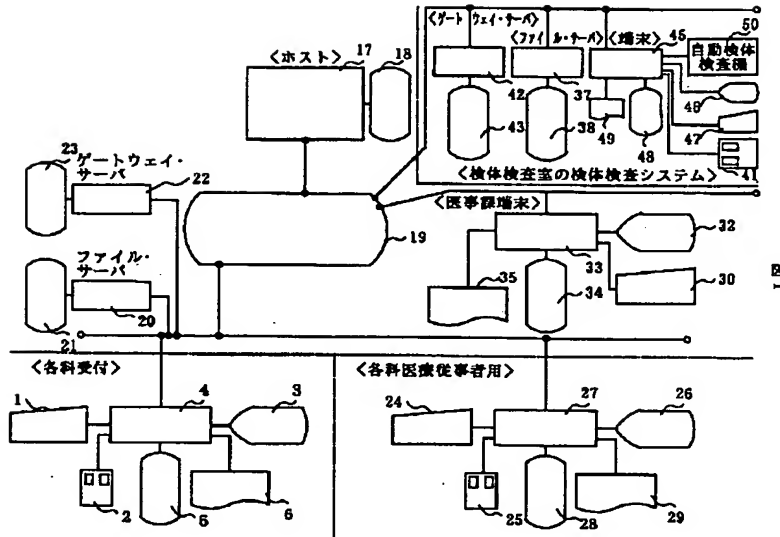 <ゲートウェイ・サーバ>
50
<ファイル・サーバ>
<端末>
45
自動検体
検査機
<ホスト>
17
18
42
37
46
43
38
49
48
47
41
<検体検査室の検体検査システム>
23
ゲートウェイ・
サーバ
22
<医事課端末>
19
32
33
35
34
30
ファイル・
サーバ
20
21
図1
<各科受付>
<各科医療従事者用>
1
4
3
24
27
26
2
5
6
25
28
29